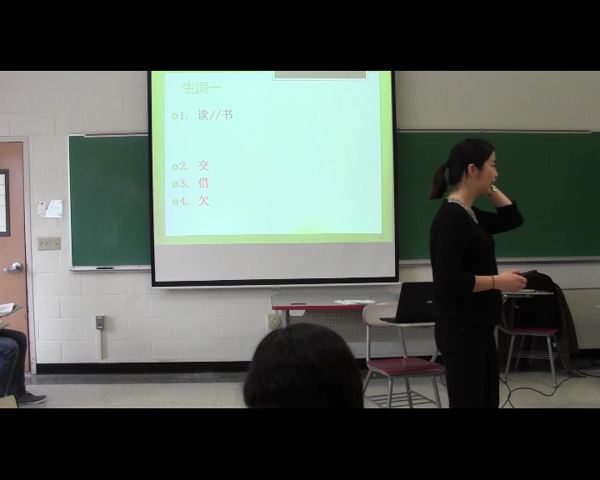 生词一
1. 读//书
2. 交
3. 借
4. 欠